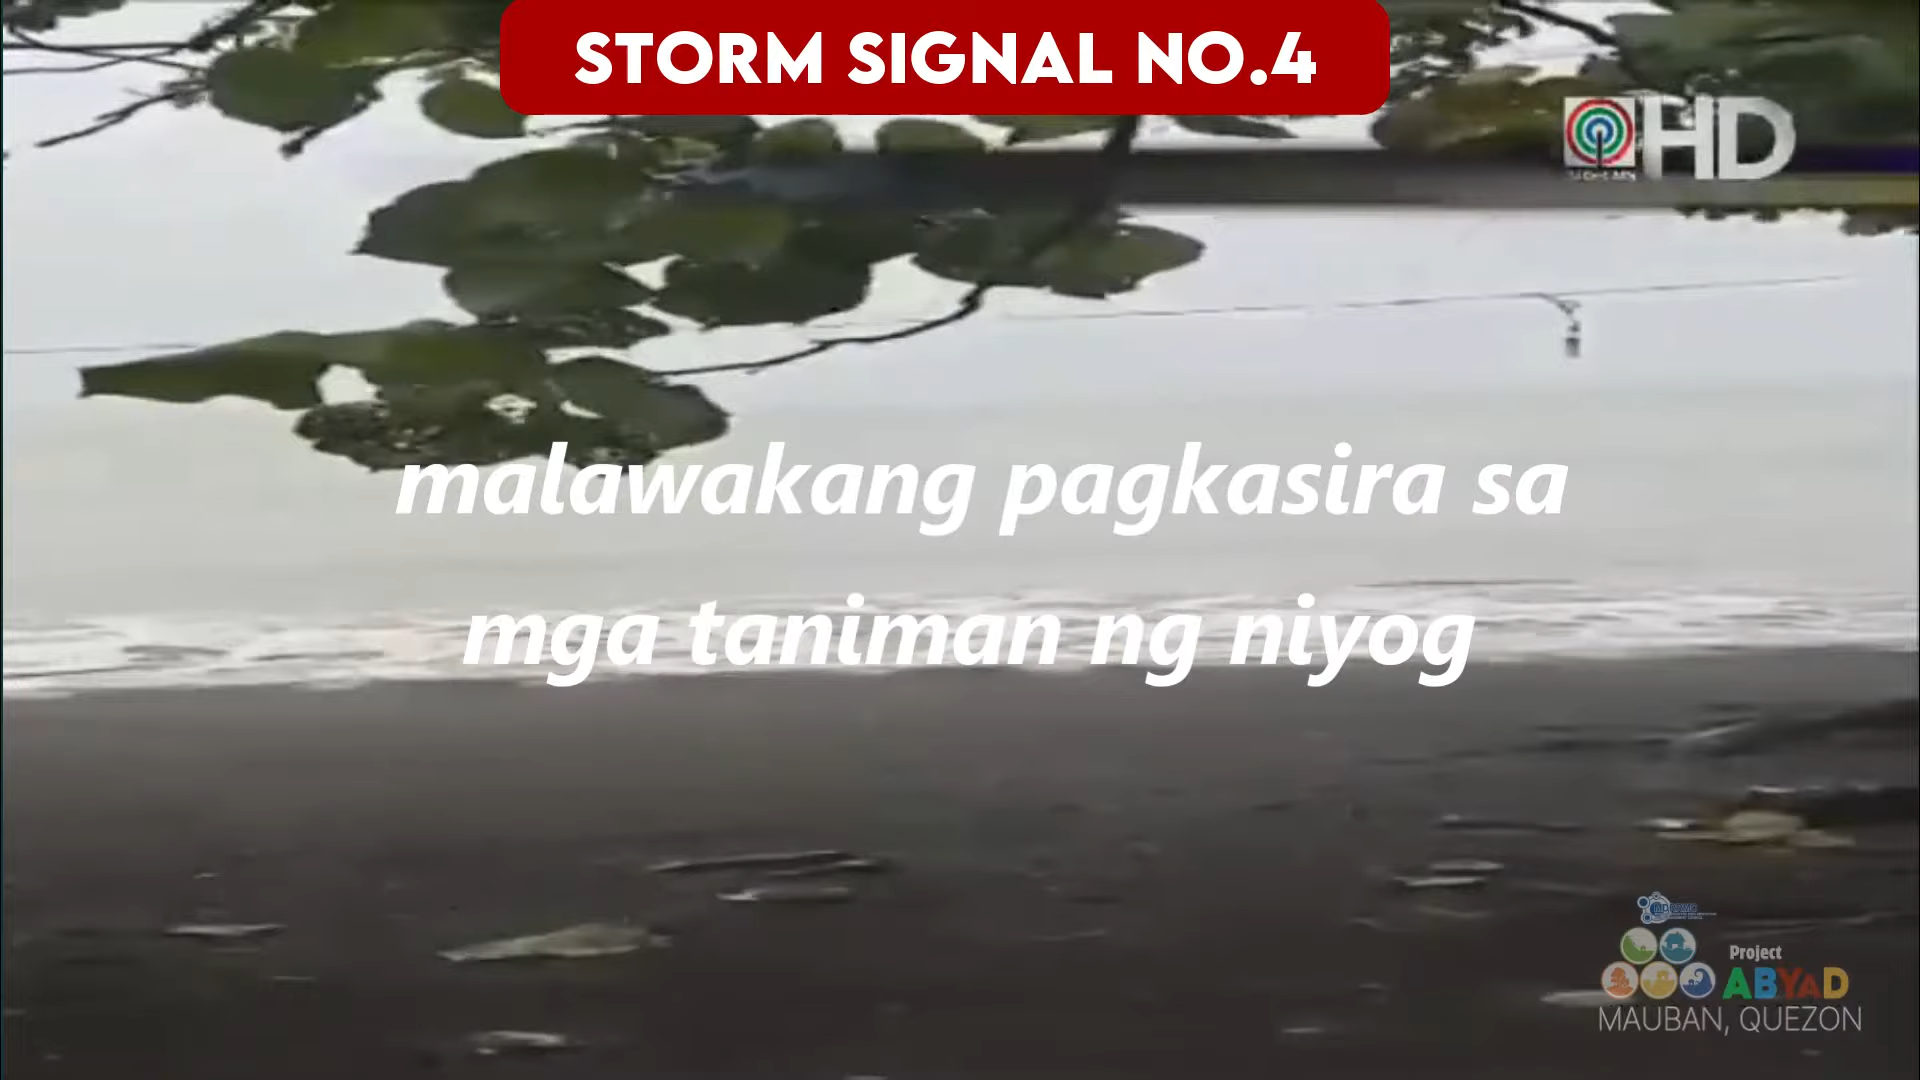 STORM SIGNAL NO.4
HD
malawakang pagkasira sa
mga taniman ng niyog
Project
ABYAD
MAUBAN, QUEZON